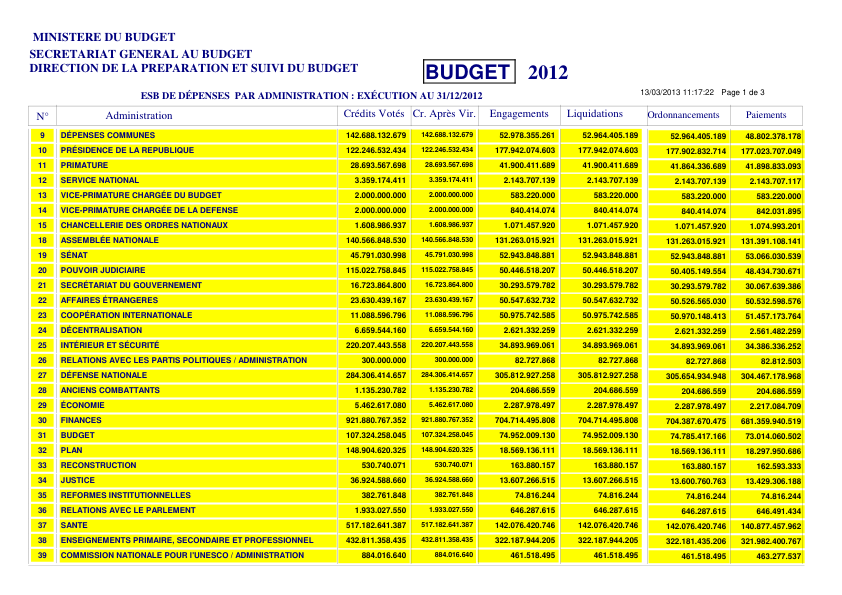 MINISTERE DU BUDGET
SECRETARIAT GENERAL AU BUDGET
DIRECTION DE LA PREPARATION ET SUIVI DU BUDGET
BUDGET 2012
ESB DE DÉPENSES PAR ADMINISTRATION : EXÉCUTION AU 31/12/2012
13/03/2013 11:17:22 Page 1 de 3
N° Administration Crédits Votés Cr. Après Vir. Engagements Liquidations Ordonnancements Paiements
9 DÉPENSES COMMUNES 142.688.132.679 142.688.132.679 52.978.355.261 52.964.405.189 52.964.405.189 48.802.378.178
10 PRÉSIDENCE DE LA REPUBLIQUE 122.246.532.434 122.246.532.434 177.942.074.603 177.942.074.603 177.902.832.714 177.023.707.049
11 PRIMATURE 28.693.567.698 28.693.567.698 41.900.411.689 41.900.411.689 41.864.336.689 41.898.833.093
12 SERVICE NATIONAL 3.359.174.411 3.359.174.411 2.143.707.139 2.143.707.139 2.143.707.139 2.143.707.117
13 VICE-PRIMATURE CHARGÉE DU BUDGET 2.000.000.000 2.000.000.000 583.220.000 583.220.000 583.220.000 583.220.000
14 VICE-PRIMATURE CHARGÉE DE LA DEFENSE 2.000.000.000 2.000.000.000 840.414.074 840.414.074 840.414.074 842.031.895
15 CHANCELLERIE DES ORDRES NATIONAUX 1.608.986.937 1.608.986.937 1.071.457.920 1.071.457.920 1.071.457.920 1.074.993.201
18 ASSEMBLÉE NATIONALE 140.566.848.530 140.566.848.530 131.263.015.921 131.263.015.921 131.263.015.921 131.391.108.141
19 SÉNAT 45.791.030.998 45.791.030.998 52.943.848.881 52.943.848.881 52.943.848.881 53.066.030.539
20 POUVOIR JUDICIAIRE 115.022.758.845 115.022.758.845 50.446.518.207 50.446.518.207 50.405.149.554 48.434.730.671
21 SECRÉTARIAT DU GOUVERNEMENT 16.723.864.800 16.723.864.800 30.293.579.782 30.293.579.782 30.293.579.782 30.067.639.386
22 AFFAIRES ÉTRANGERES 23.630.439.167 23.630.439.167 50.547.632.732 50.547.632.732 50.526.565.030 50.532.598.576
23 COOPÉRATION INTERNATIONALE 11.088.596.796 11.088.596.796 50.975.742.585 50.975.742.585 50.970.148.413 51.457.173.764
24 DÉCENTRALISATION 6.659.544.160 6.659.544.160 2.621.332.259 2.621.332.259 2.621.332.259 2.561.482.259
25 INTÉRIEUR ET SÉCURITÉ 220.207.443.558 220.207.443.558 34.893.969.061 34.893.969.061 34.893.969.061 34.386.336.252
26 RELATIONS AVEC LES PARTIS POLITIQUES / ADMINISTRATION 300.000.000 300.000.000 82.727.868 82.727.868 82.727.868 82.812.503
27 DÉFENSE NATIONALE 284.306.414.657 284.306.414.657 305.812.927.258 305.812.927.258 305.654.934.948 304.467.178.968
28 ANCIENS COMBATTANTS 1.135.230.782 1.135.230.782 204.686.559 204.686.559 204.686.559 204.686.559
29 ÉCONOMIE 5.462.617.080 5.462.617.080 2.287.978.497 2.287.978.497 2.287.978.497 2.217.084.709
30 FINANCES 921.880.767.352 921.880.767.352 704.714.495.808 704.714.495.808 704.387.670.475 681.359.940.519
31 BUDGET 107.324.258.045 107.324.258.045 74.952.009.130 74.952.009.130 74.785.417.166 73.014.060.502
32 PLAN 148.904.620.325 148.904.620.325 18.569.136.111 18.569.136.111 18.569.136.111 18.297.950.686
33 RECONSTRUCTION 530.740.071 530.740.071 163.880.157 163.880.157 163.880.157 162.593.333
34 JUSTICE 36.924.588.660 36.924.588.660 13.607.266.515 13.607.266.515 13.600.760.763 13.429.306.188
35 REFORMES INSTITUTIONNELLES 382.761.848 382.761.848 74.816.244 74.816.244 74.816.244 74.816.244
36 RELATIONS AVEC LE PARLEMENT 1.933.027.550 1.933.027.550 646.287.615 646.287.615 646.287.615 646.491.434
37 SANTE 517.182.641.387 517.182.641.387 142.076.420.746 142.076.420.746 142.076.420.746 140.877.457.962
38 ENSEIGNEMENTS PRIMAIRE, SECONDAIRE ET PROFESSIONNEL 432.811.358.435 432.811.358.435 322.187.944.205 322.187.944.205 322.181.435.206 321.982.400.767
39 COMMISSION NATIONALE POUR l'UNESCO / ADMINISTRATION 884.016.640 884.016.640 461.518.495 461.518.495 461.518.495 463.277.537